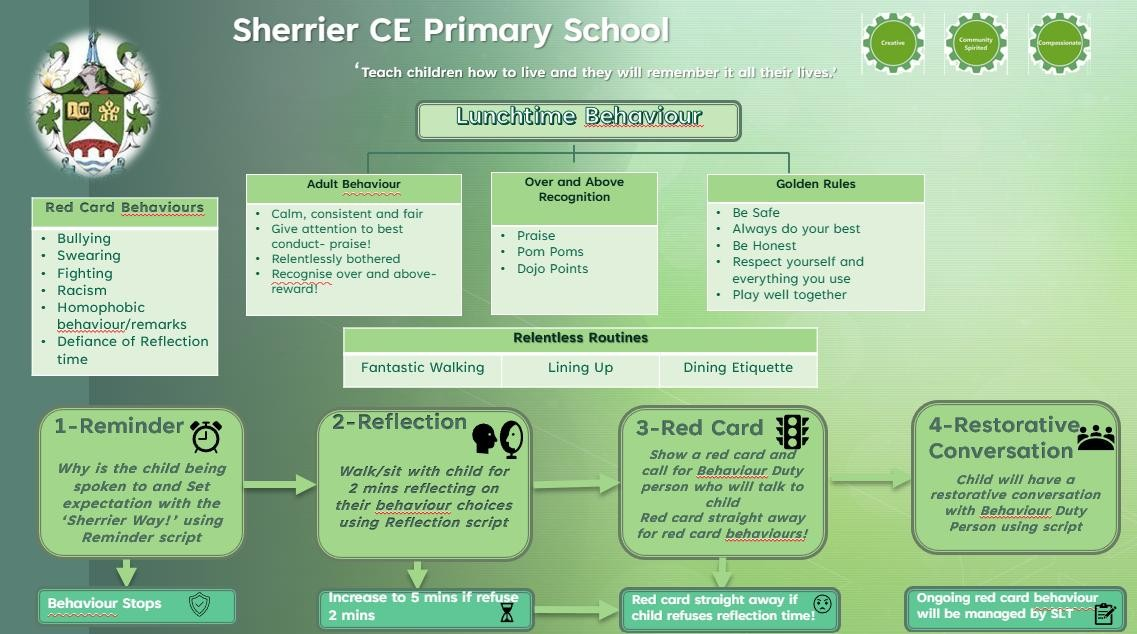 Sherrier CE Primary School
Creative
Community
Spirited
Compassionate
‘Teach children how to live and they will remember it all their lives.’
Lunchtime Behaviour
Red Card Behaviours
• Bullying
• Swearing
• Fighting
• Racism
• Homophobic
behaviour/remarks
• Defiance of Reflection
time
Adult Behaviour
• Calm, consistent and fair
• Give attention to best
conduct- praise!
• Relentlessly bothered
• Recognise over and above-
reward!
Over and Above
Recognition
• Praise
• Pom Poms
• Dojo Points
Golden Rules
• Be Safe
• Always do your best
• Be Honest
• Respect yourself and
everything you use
• Play well together
Relentless Routines
Fantastic Walking
Lining Up
Dining Etiquette
1-Reminder
Why is the child being
spoken to and Set
expectation with the
‘Sherrier Way!’ using
Reminder script
2-Reflection
Walk/sit with child for
2 mins reflecting on
their behaviour choices
using Reflection script
3-Red Card
Show a red card and
call for Behaviour Duty
person who will talk to
child
Red card straight away
for red card behaviours!
4-Restorative
Conversation
Child will have a
restorative conversation
with Behaviour Duty
Person using script
Behaviour Stops
Increase to 5 mins if refuse
2 mins
Red card straight away if
child refuses reflection time!
Ongoing red card behaviour
will be managed by SLT